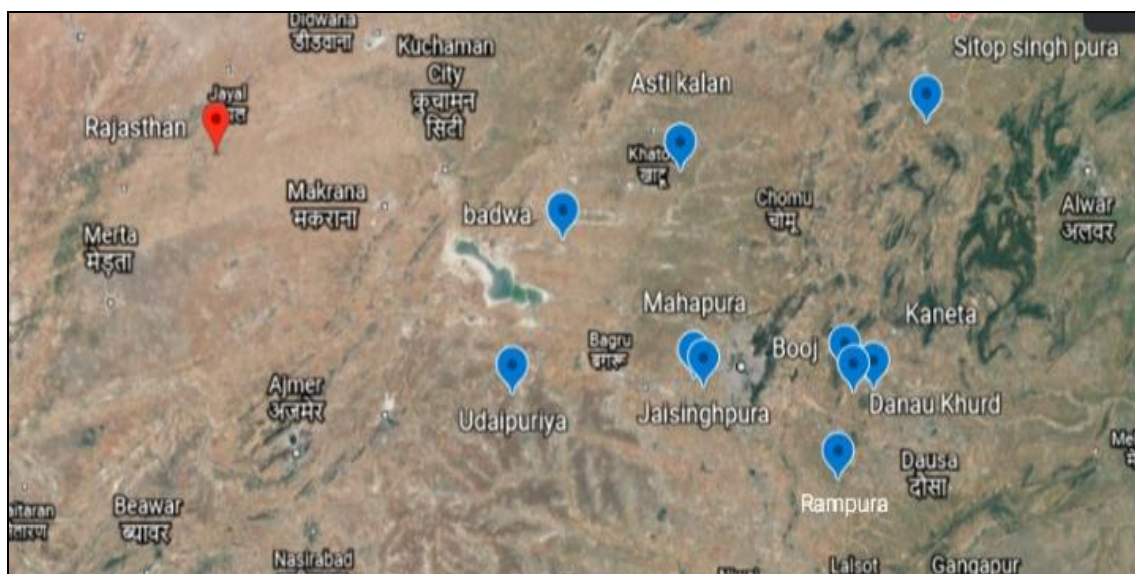 Didwana
डीडवाना
Kuchaman
City
कुचामन
सिटी
Sitop singh pura
Asti kalan
Jayal
Rajasthan
Makrana
मकराना
खाटू
Chomu
चौमू
Alwar
अलवर
badwa
Merta
मेड़ता
Mahapura
Kaneta
Bagru
बगरू
Booj
Ajmer
अजमेर
Udaipuriya
Jaisinghpura
Danau Khurd
Dausa
दौसा
Rampura
Beawar
ब्यावर
Nasirabad
Lalsot
Gangapur